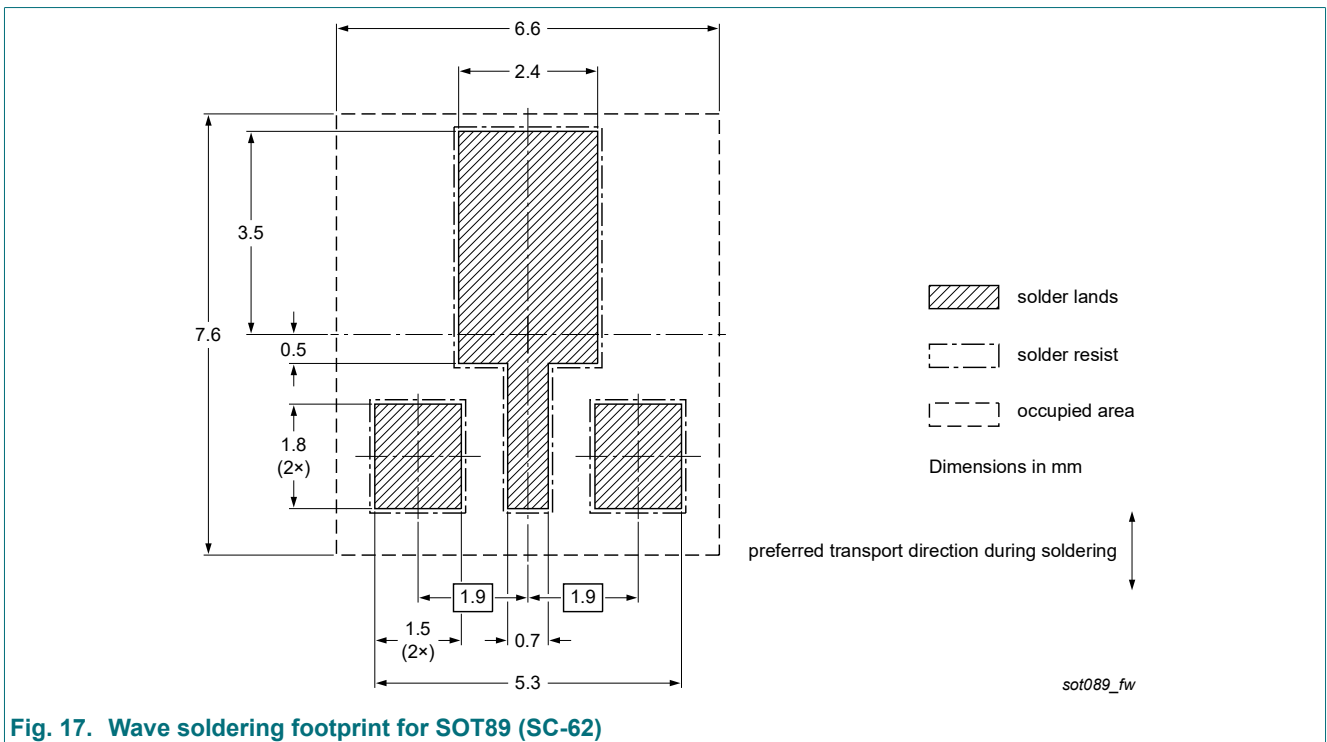 6.6
2.4
3.5
7.6
0.5
1.8
(2×)
solder lands
solder resist
occupied area
Dimensions in mm
preferred transport direction during soldering
1.9
1.9
1.5
(2×)
0.7
5.3
sot089_fw
Fig. 17. Wave soldering footprint for SOT89 (SC-62)